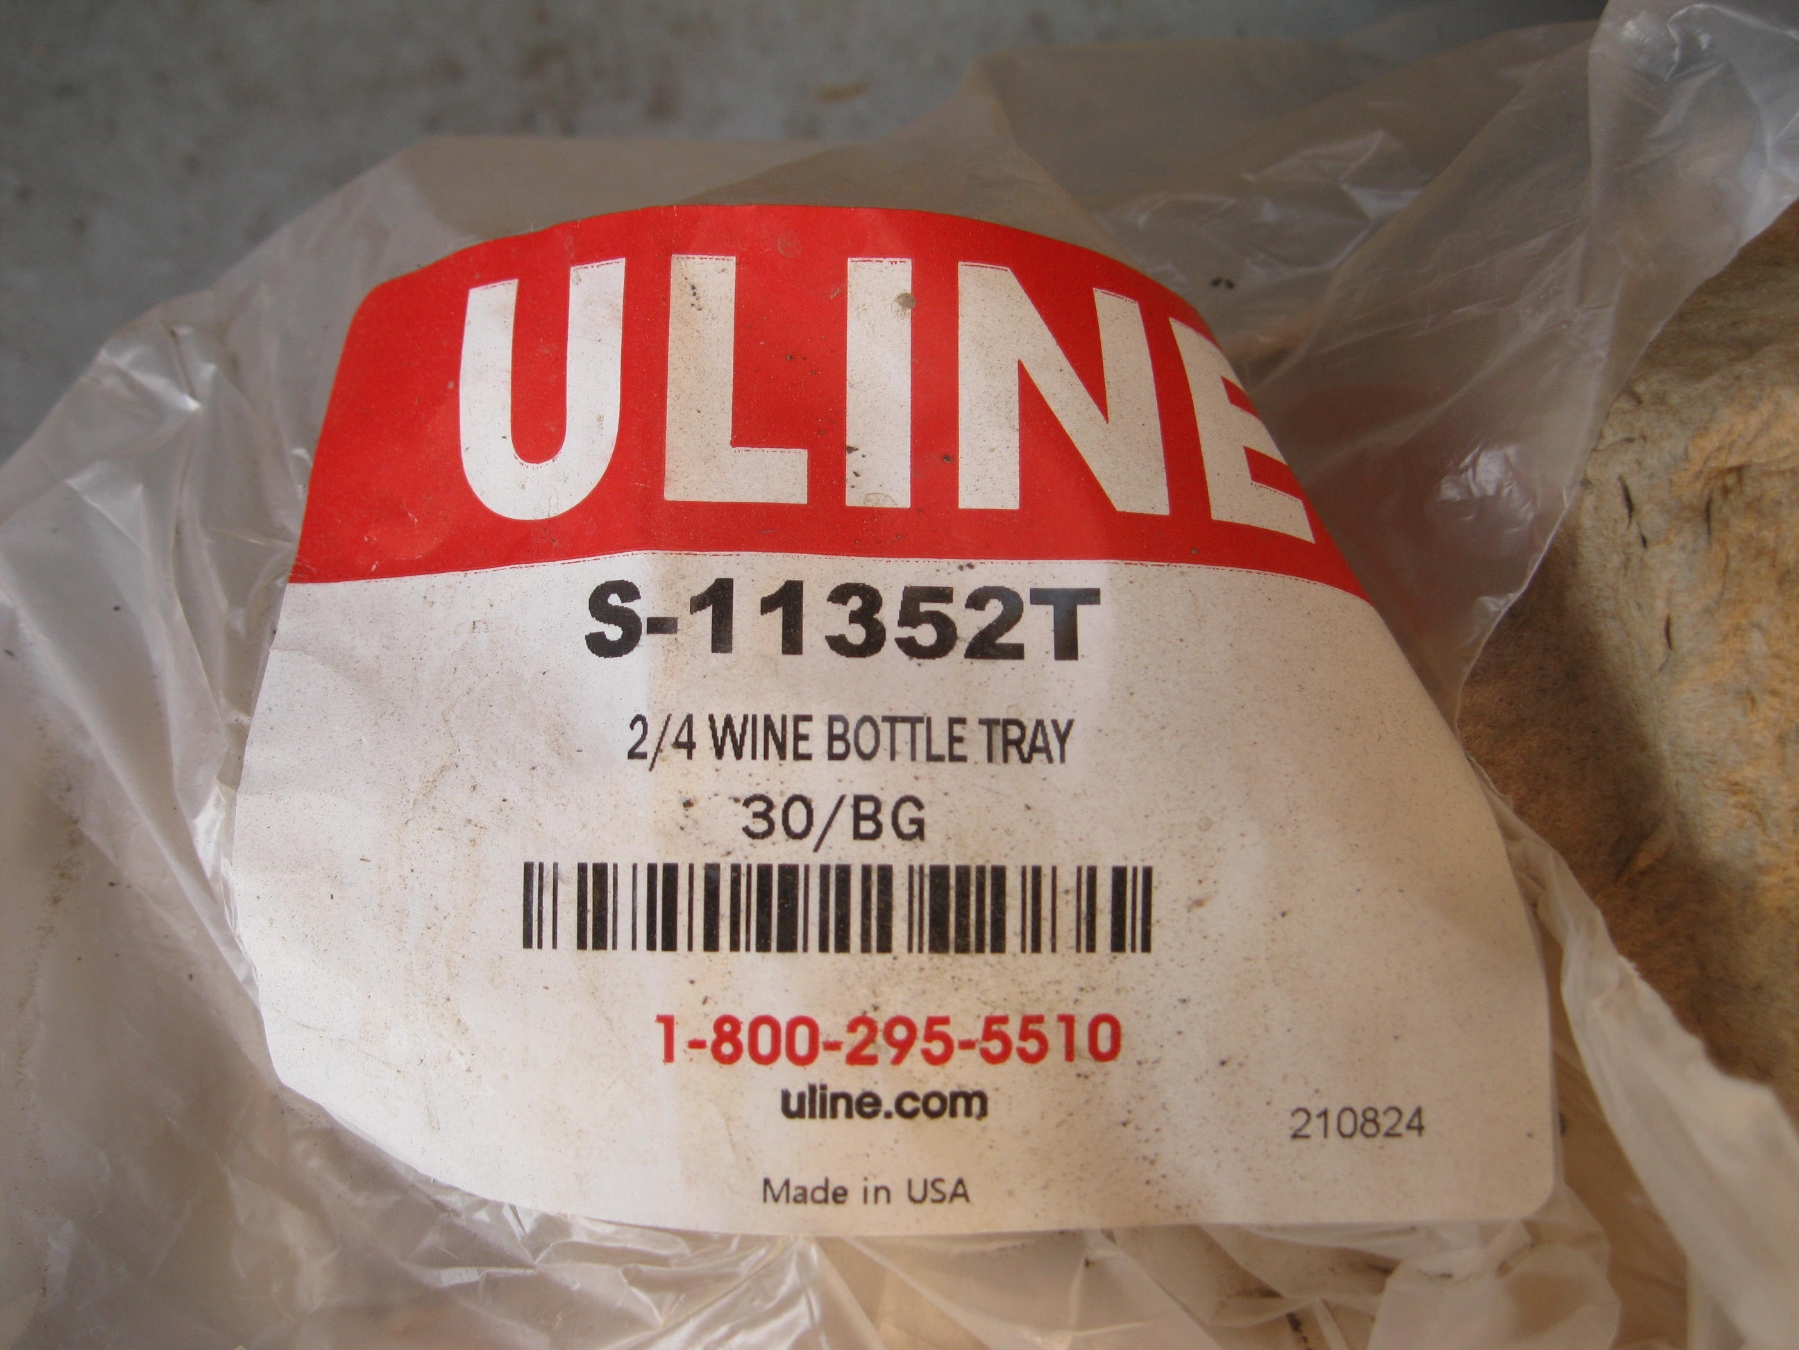 ULINE
S-11352T
2/4 WINE BOTTLE TRAY
30/BG
1-800-295-5510
uline.com
210824
Made in USA